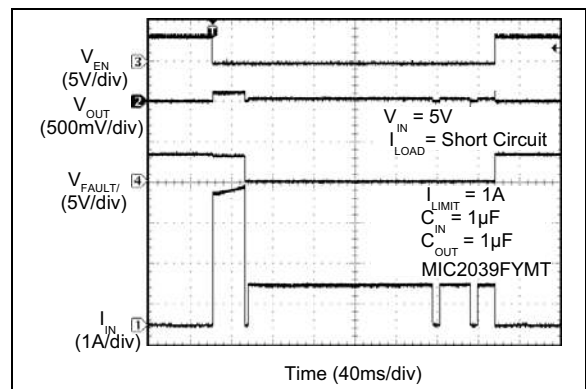 T
V_EN
(5V/div)
3
2
V_OUT
(500mV/div)
V_IN = 5V
I_LOAD = Short Circuit
V_FAULT/
(5V/div)
4
I_LIMIT = 1A
C_IN = 1µF
C_OUT = 1µF
MIC2039FYMT
I_IN
(1A/div)
1
Time (40ms/div)